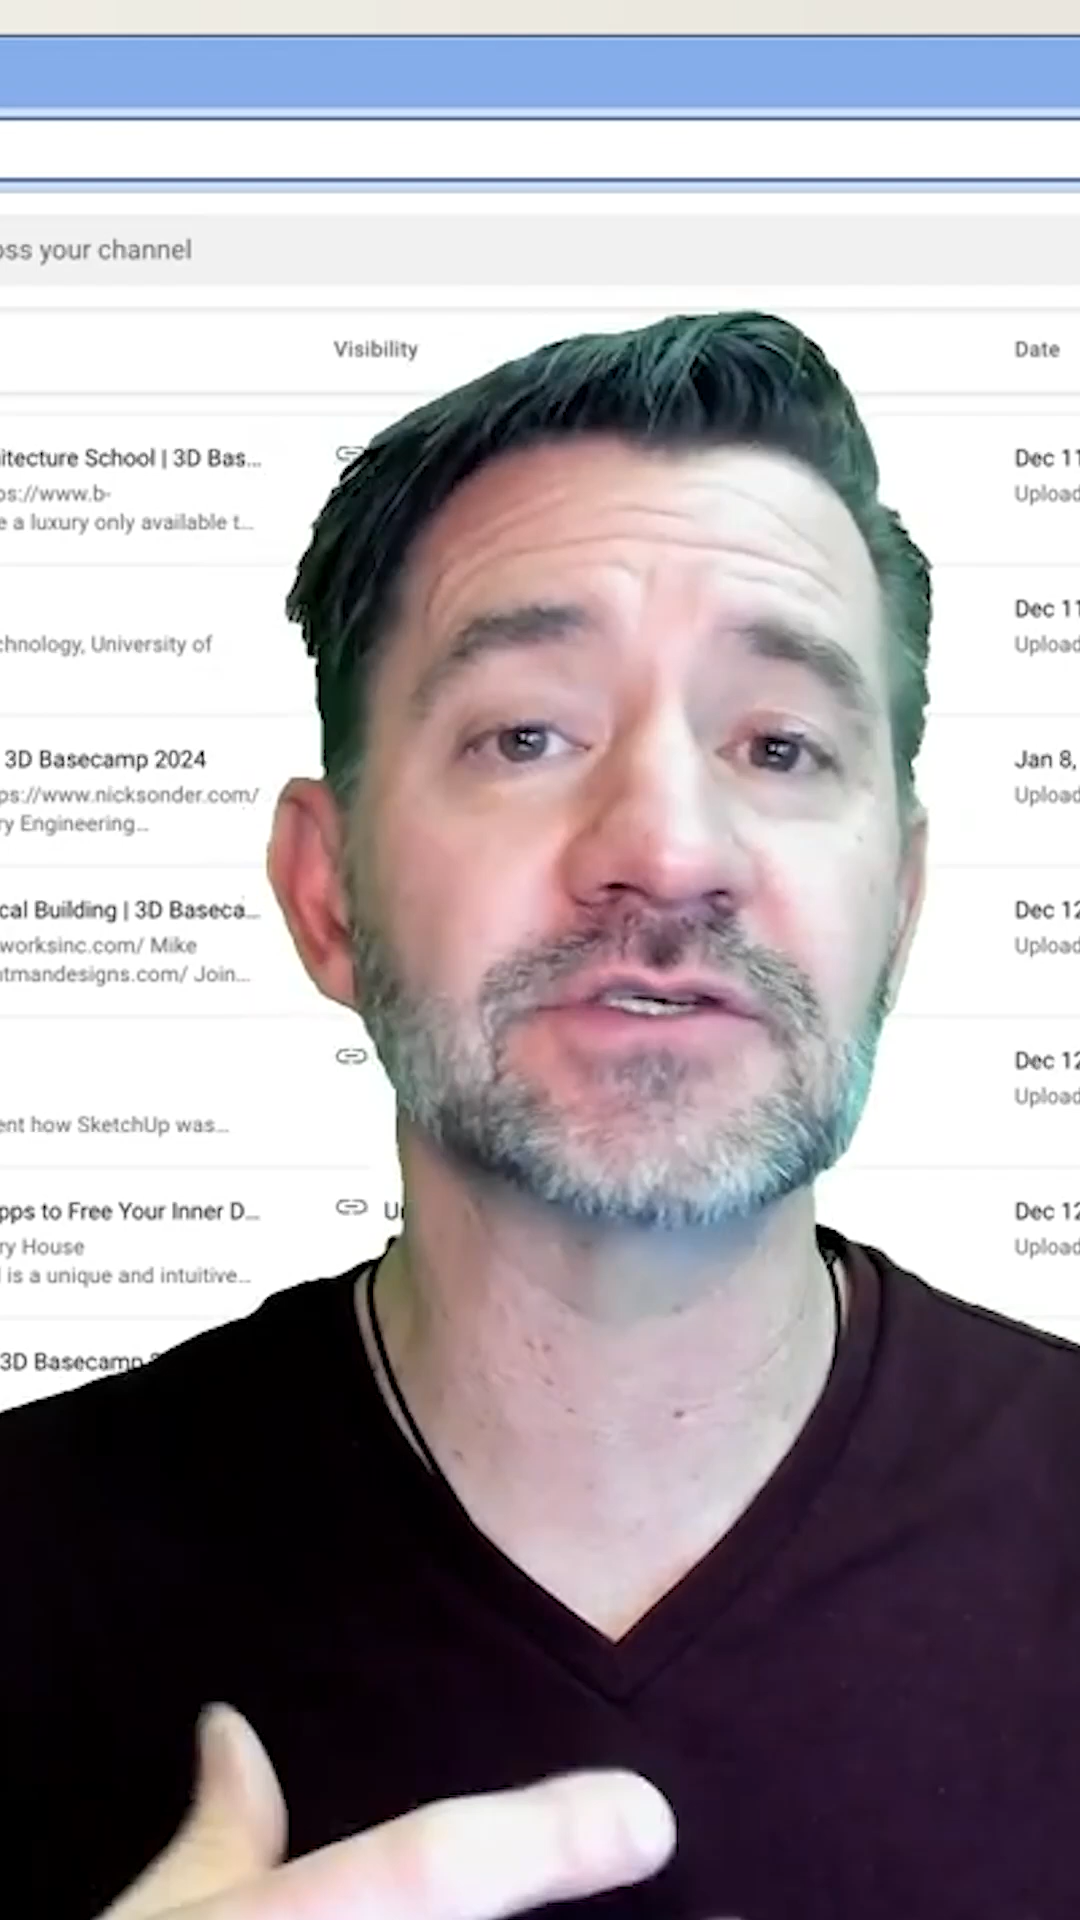 oss your channel
Visibility
Date
itecture School | 3D Bas...
Dec 11
os://www.b-
Upload
e a luxury only available t...
Dec 11
chnology, University of
Upload
3D Basecamp 2024
Jan 8,
ps://www.nicksonder.com/
Upload
ry Engineering...
cal Building | 3D Baseca...
Dec 12
worksinc.com/ Mike
Upload
ntmandesigns.com/ Join...
Dec 12
Upload
ent how SketchUp was...
pps to Free Your Inner D...
Dec 12
ry House
Upload
l is a unique and intuitive...
3D Basecamp